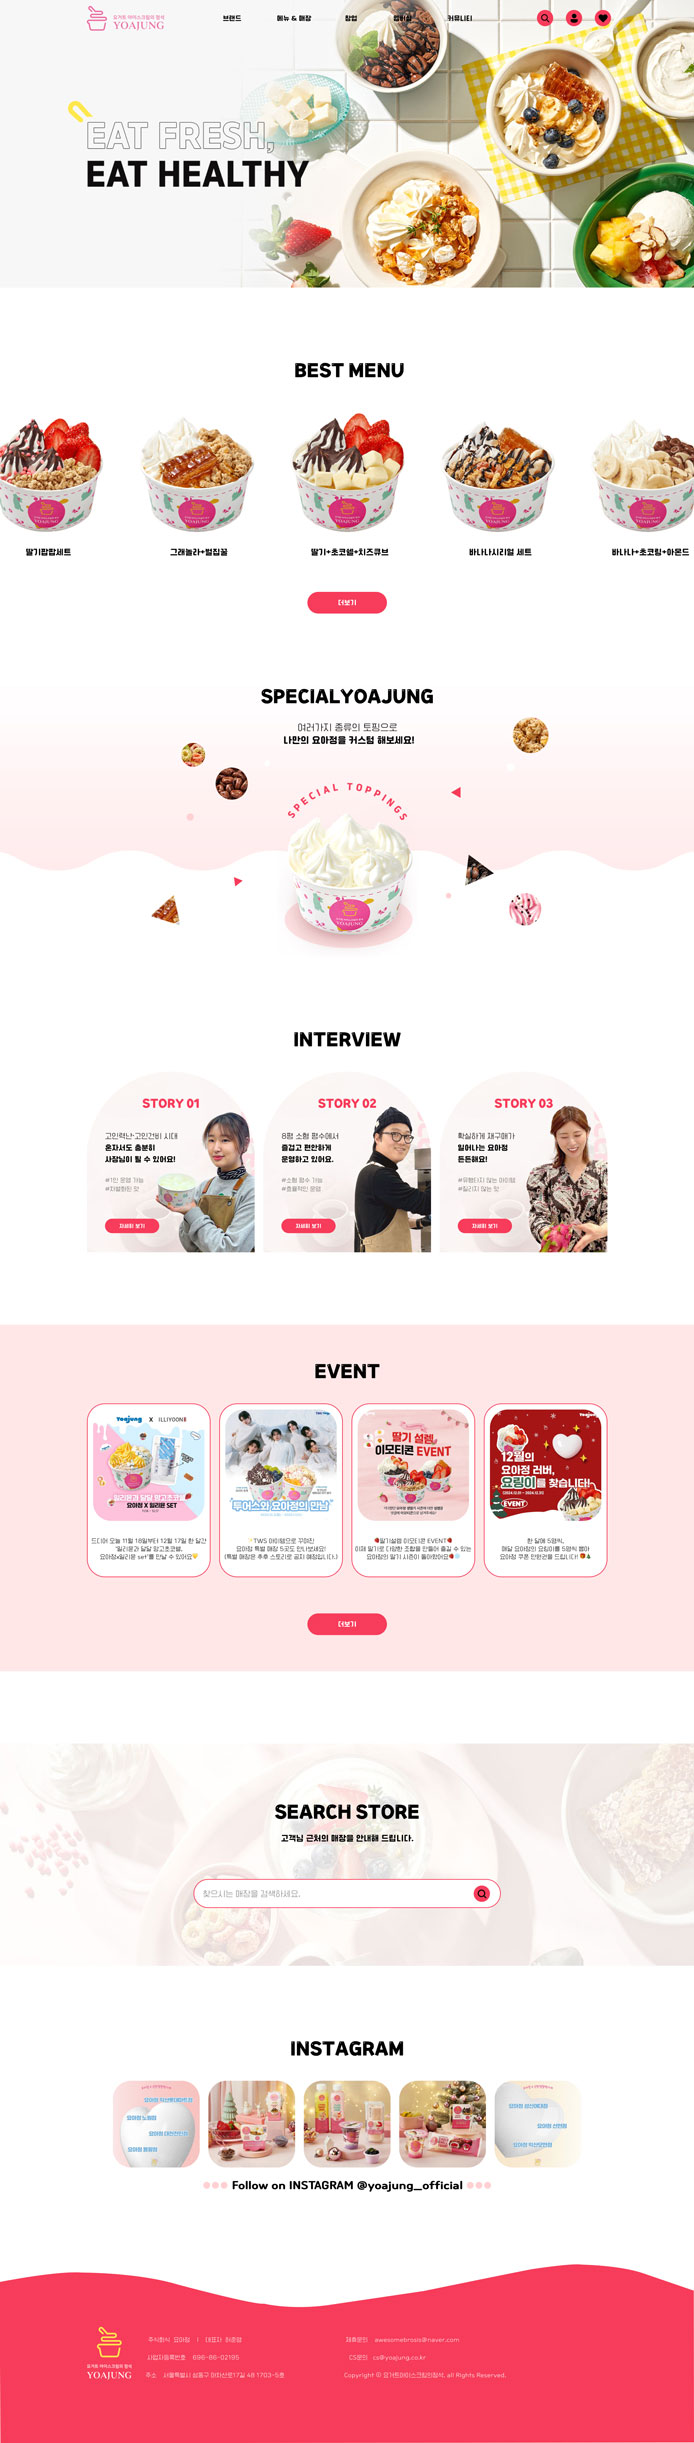 요거트 아이스크림의 정석
YOAJUNG
브랜드
메뉴 & 매장
창업
멤버십
커뮤니티
EAT FRESH,
EAT HEALTHY
BEST MENU
딸기팝팝세트
그래놀라+벌집꿀
딸기+초코쉘+치즈큐브
바나나시리얼 세트
바나나+초코링+아몬드
더보기
SPECIALYOAJUNG
여러가지 종류의 토핑으로
나만의 요아정을 커스텀 해보세요!
SPECIAL TOPPINGS
YOAJUNG
INTERVIEW
STORY 01
고인력난·고인건비 시대
혼자서도 충분히
사장님이 될 수 있어요!
#1인 운영 가능
#차별화된 맛
자세히 보기
STORY 02
8평 소형 평수에서
즐겁고 편안하게
운영하고 있어요.
#소형 평수 가능
#효율적인 운영
자세히 보기
STORY 03
확실하게 재구매가
일어나는 요아정
든든해요!
#유행타지 않는 아이템
#질리지 않는 맛
자세히 보기
EVENT
Yoajung X ILLIYOON
일리윤과 달달 망고초코쉘
요아정 X 일리윤 SET
드디어 오늘 11월 18일부터 12월 17일 한 달간
'일리윤과 달달 망고초코쉘,
요아정x일리윤 set'를 만날 수 있어요💛
투어스와 요아정의 만남
✨TWS 아이템으로 꾸며진
요아정 특별 매장 5곳도 만나보세요!
(특별 매장은 추후 스토리로 공지 예정입니다.)
딸기 설렘,
이모티콘 EVENT
🍓딸기설렘 이모티콘 EVENT🍓
이제 딸기로 다양한 조합을 만들어 즐길 수 있는
요아정의 딸기 시즌이 돌아왔어요🍓
12월의
요아정 러버,
요링이를 찾습니다!
EVENT
한 달에 5명씩,
매달 요아정의 요링이를 5명씩 뽑아
요아정 쿠폰 만원권을 드립니다! 🎁🎄
더보기
SEARCH STORE
고객님 근처의 매장을 안내해 드립니다.
찾으시는 매장을 검색하세요.
INSTAGRAM
Follow on INSTAGRAM @yoajung_official
요거트 아이스크림의 정석
YOAJUNG
주식회사 요아정 | 대표자
사업자등록번호 696-86-02195
주소 서울특별시 성동구 아차산로17길 48 1703-5호
제휴문의 awesomebrosis@naver.com
CS문의 cs@yoajung.co.kr
Copyright ⓒ 요거트아이스크림의정석. all Rights Reserved.